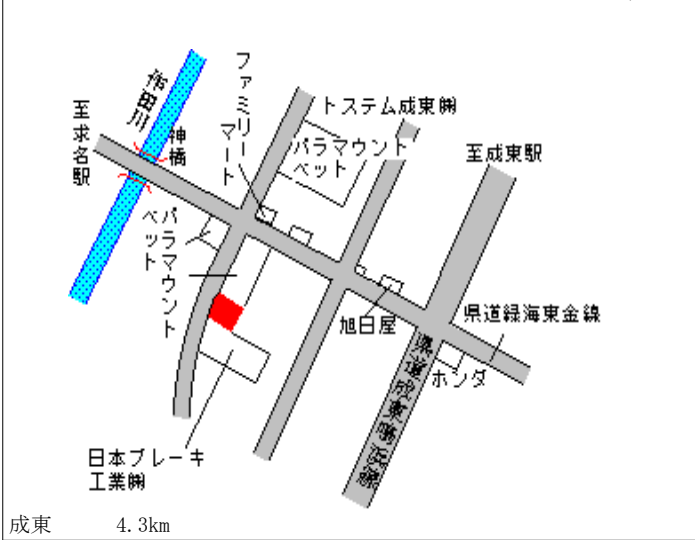 作田川
神橋
至求名駅
ファミリーマート
トステム成東㈱
パラマウント
ベット
至成東駅
パラマウント
ベット
旭日屋
県道緑海東金線
ホンダ
県道成東鳴浜線
日本ブレーキ
工業㈱
成東 4.3km